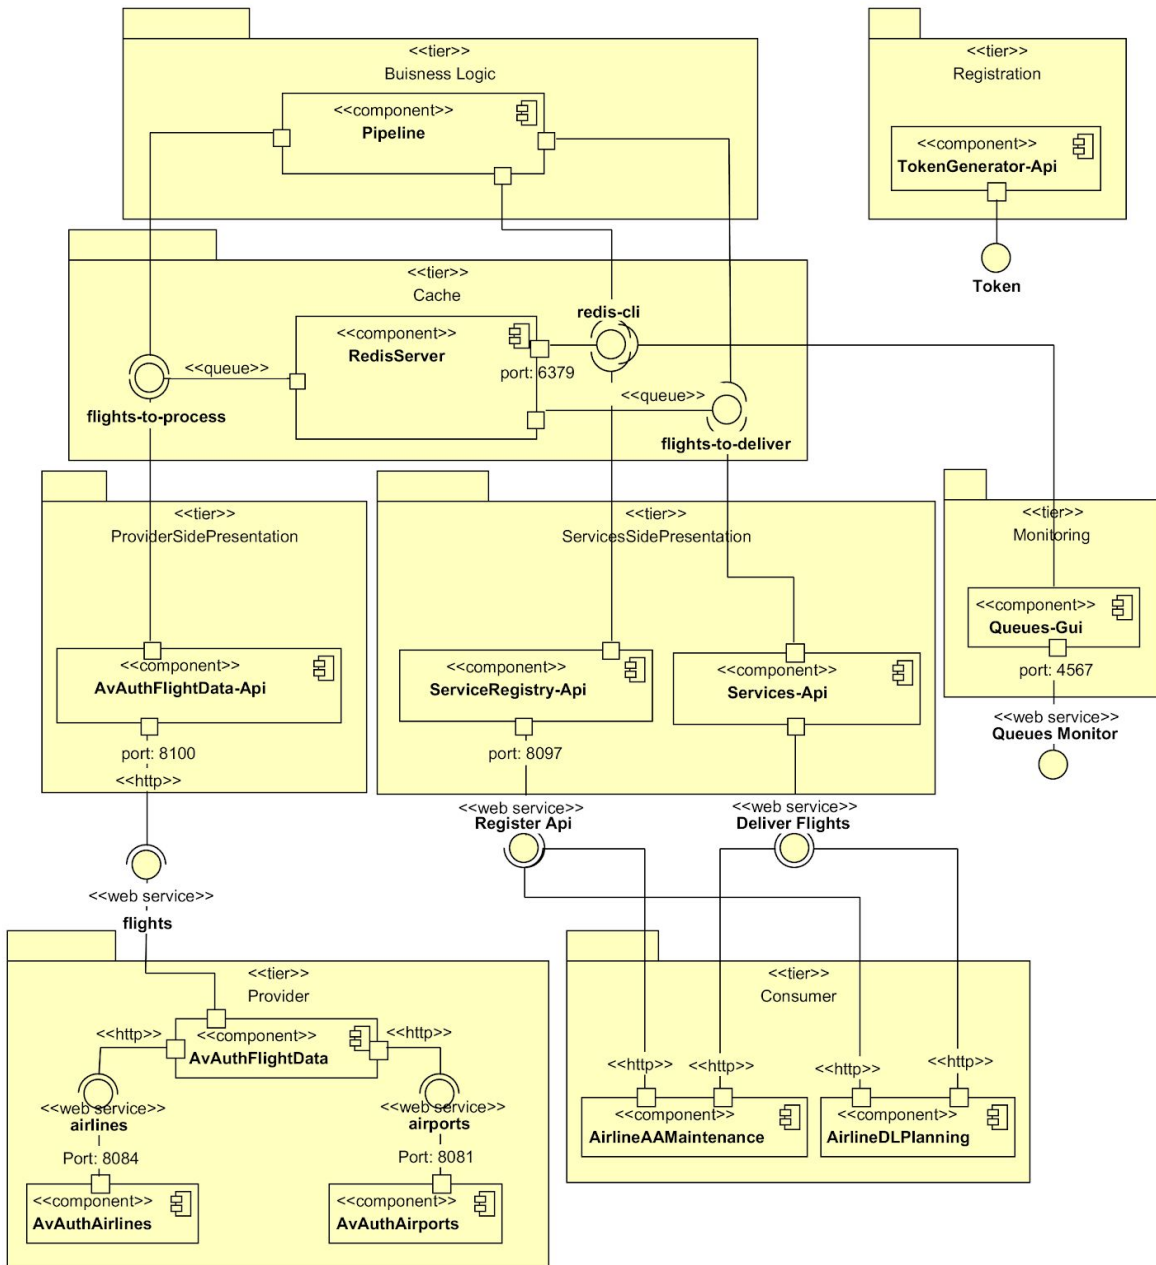 <<tier>>
Buisness Logic
<<component>>
Pipeline
<<tier>>
Registration
<<component>>
TokenGenerator-Api
Token
<<tier>>
Cache
<<component>>
RedisServer
redis-cli
port: 6379
<<queue>>
flights-to-process
<<queue>>
flights-to-deliver
<<tier>>
ProviderSidePresentation
<<component>>
AvAuthFlightData-Api
port: 8100
<<http>>
<<web service>>
flights
<<tier>>
ServicesSidePresentation
<<component>>
ServiceRegistry-Api
port: 8097
<<component>>
Services-Api
<<web service>>
Register Api
<<web service>>
Deliver Flights
<<tier>>
Monitoring
<<component>>
Queues-Gui
port: 4567
<<web service>>
Queues Monitor
<<tier>>
Provider
<<http>>
<<component>>
AvAuthFlightData
<<http>>
<<web service>>
airlines
Port: 8084
<<web service>>
airports
Port: 8081
<<component>>
AvAuthAirlines
<<component>>
AvAuthAirports
<<tier>>
Consumer
<<http>>
<<http>>
<<http>>
<<http>>
<<component>>
AirlineAAMaintenance
<<component>>
AirlineDLPlanning